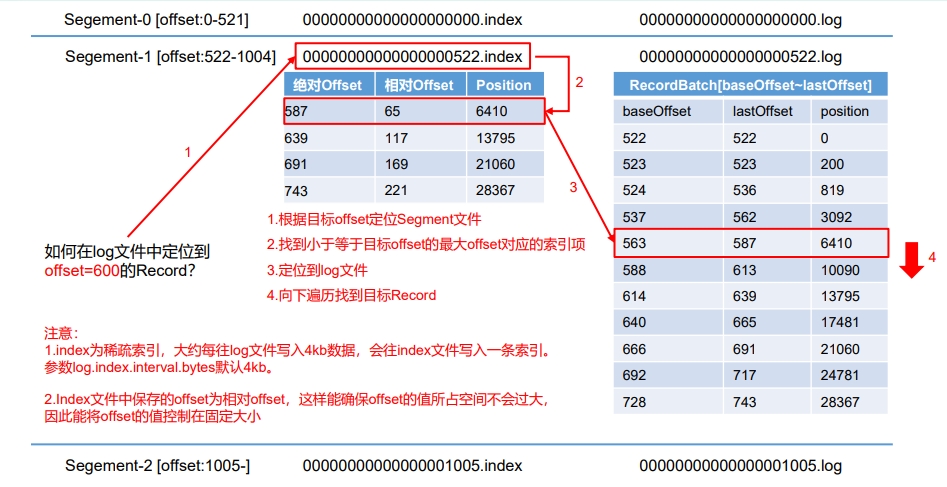 Segement-0 [offset:0-521] 00000000000000000000.index 00000000000000000000.log
Segement-1 [offset:522-1004] 00000000000000000522.index 00000000000000000522.log
绝对Offset 相对Offset Position
587 65 6410
639 117 13795
691 169 21060
743 221 28367
1
2
3
RecordBatch[baseOffset~lastOffset]
baseOffset lastOffset position
522 522 0
523 523 200
524 536 819
537 562 3092
563 587 6410
588 613 10090
614 639 13795
640 665 17481
666 691 21060
692 717 24781
728 743 28367
4
如何在log文件中定位到
offset=600的Record?
1.根据目标offset定位Segment文件
2.找到小于等于目标offset的最大offset对应的索引项
3.定位到log文件
4.向下遍历找到目标Record
注意：
1.index为稀疏索引，大约每往log文件写入4kb数据，会往index文件写入一条索引。
参数log.index.interval.bytes默认4kb。
2.Index文件中保存的offset为相对offset，这样能确保offset的值所占空间不会过大，
因此能将offset的值控制在固定大小
Segement-2 [offset:1005-] 00000000000000001005.index 00000000000000001005.log